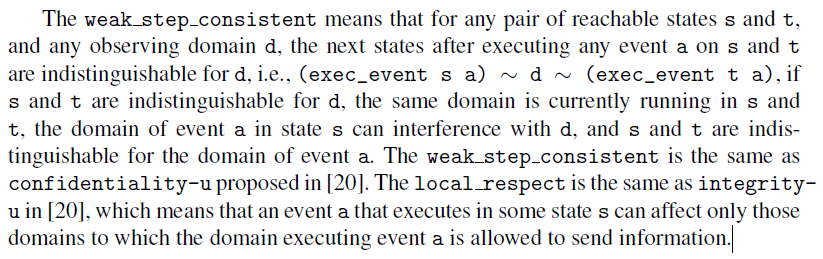 The weak_step_consistent means that for any pair of reachable states s and t,
and any observing domain d, the next states after executing any event a on s and t
are indistinguishable for d, i.e., (exec_event s a) ∼ d ∼ (exec_event t a), if
s and t are indistinguishable for d, the same domain is currently running in s and
t, the domain of event a in state s can interference with d, and s and t are indis-
tinguishable for the domain of event a. The weak_step_consistent is the same as
confidentiality-u proposed in [20]. The local_respect is the same as integrity-
u in [20], which means that an event a that executes in some state s can affect only those
domains to which the domain executing event a is allowed to send information.